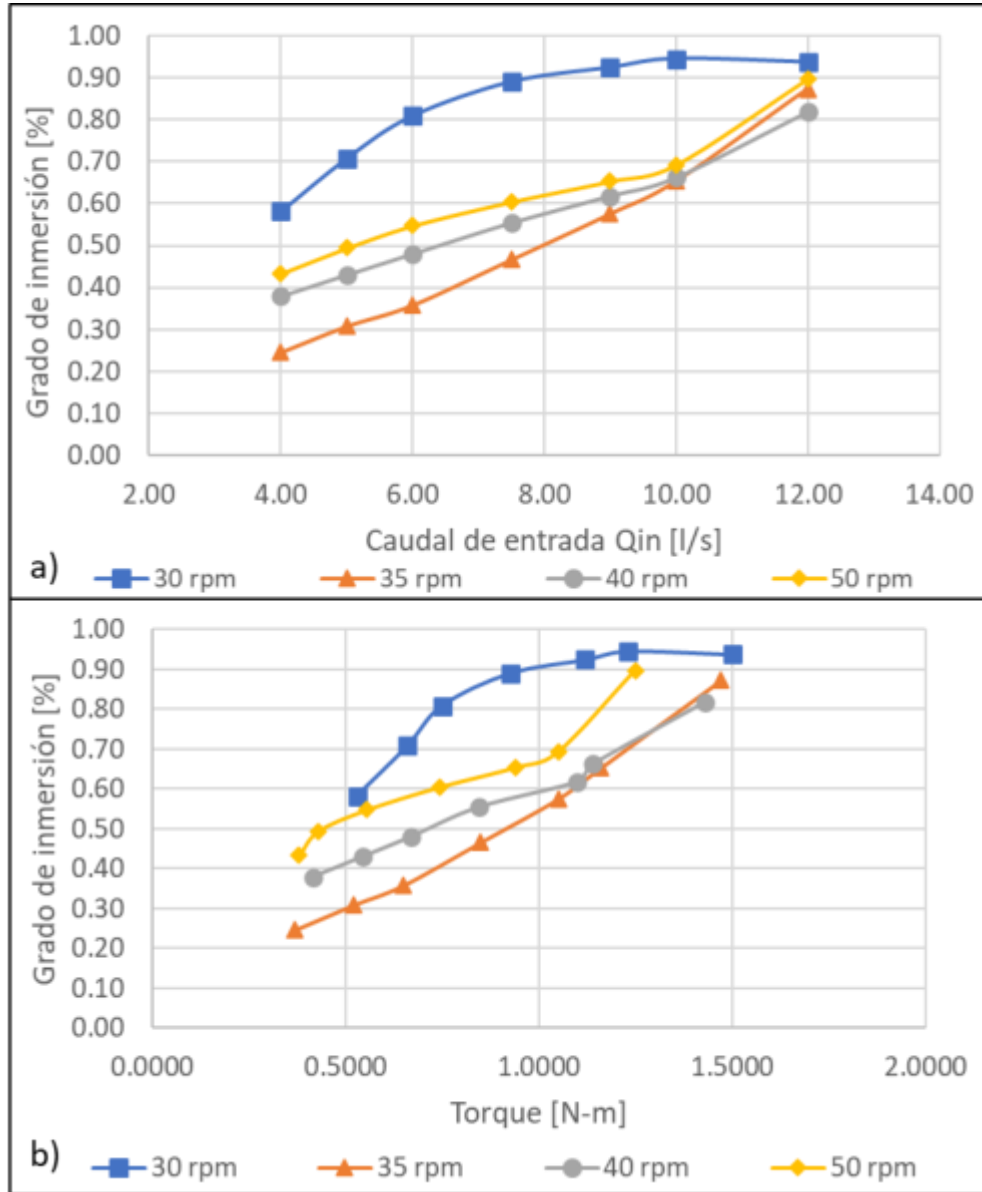 1.00
0.90
0.80
0.70
0.60
0.50
0.40
0.30
0.20
0.10
0.00
Grado de inmersión [%]
2.00 4.00 6.00 8.00 10.00 12.00 14.00
Caudal de entrada Qin [l/s]
a)
30 rpm 35 rpm 40 rpm 50 rpm
1.00
0.90
0.80
0.70
0.60
0.50
0.40
0.30
0.20
0.10
0.00
Grado de inmersión [%]
0.0000 0.5000 1.0000 1.5000 2.0000
Torque [N-m]
b)
30 rpm 35 rpm 40 rpm 50 rpm